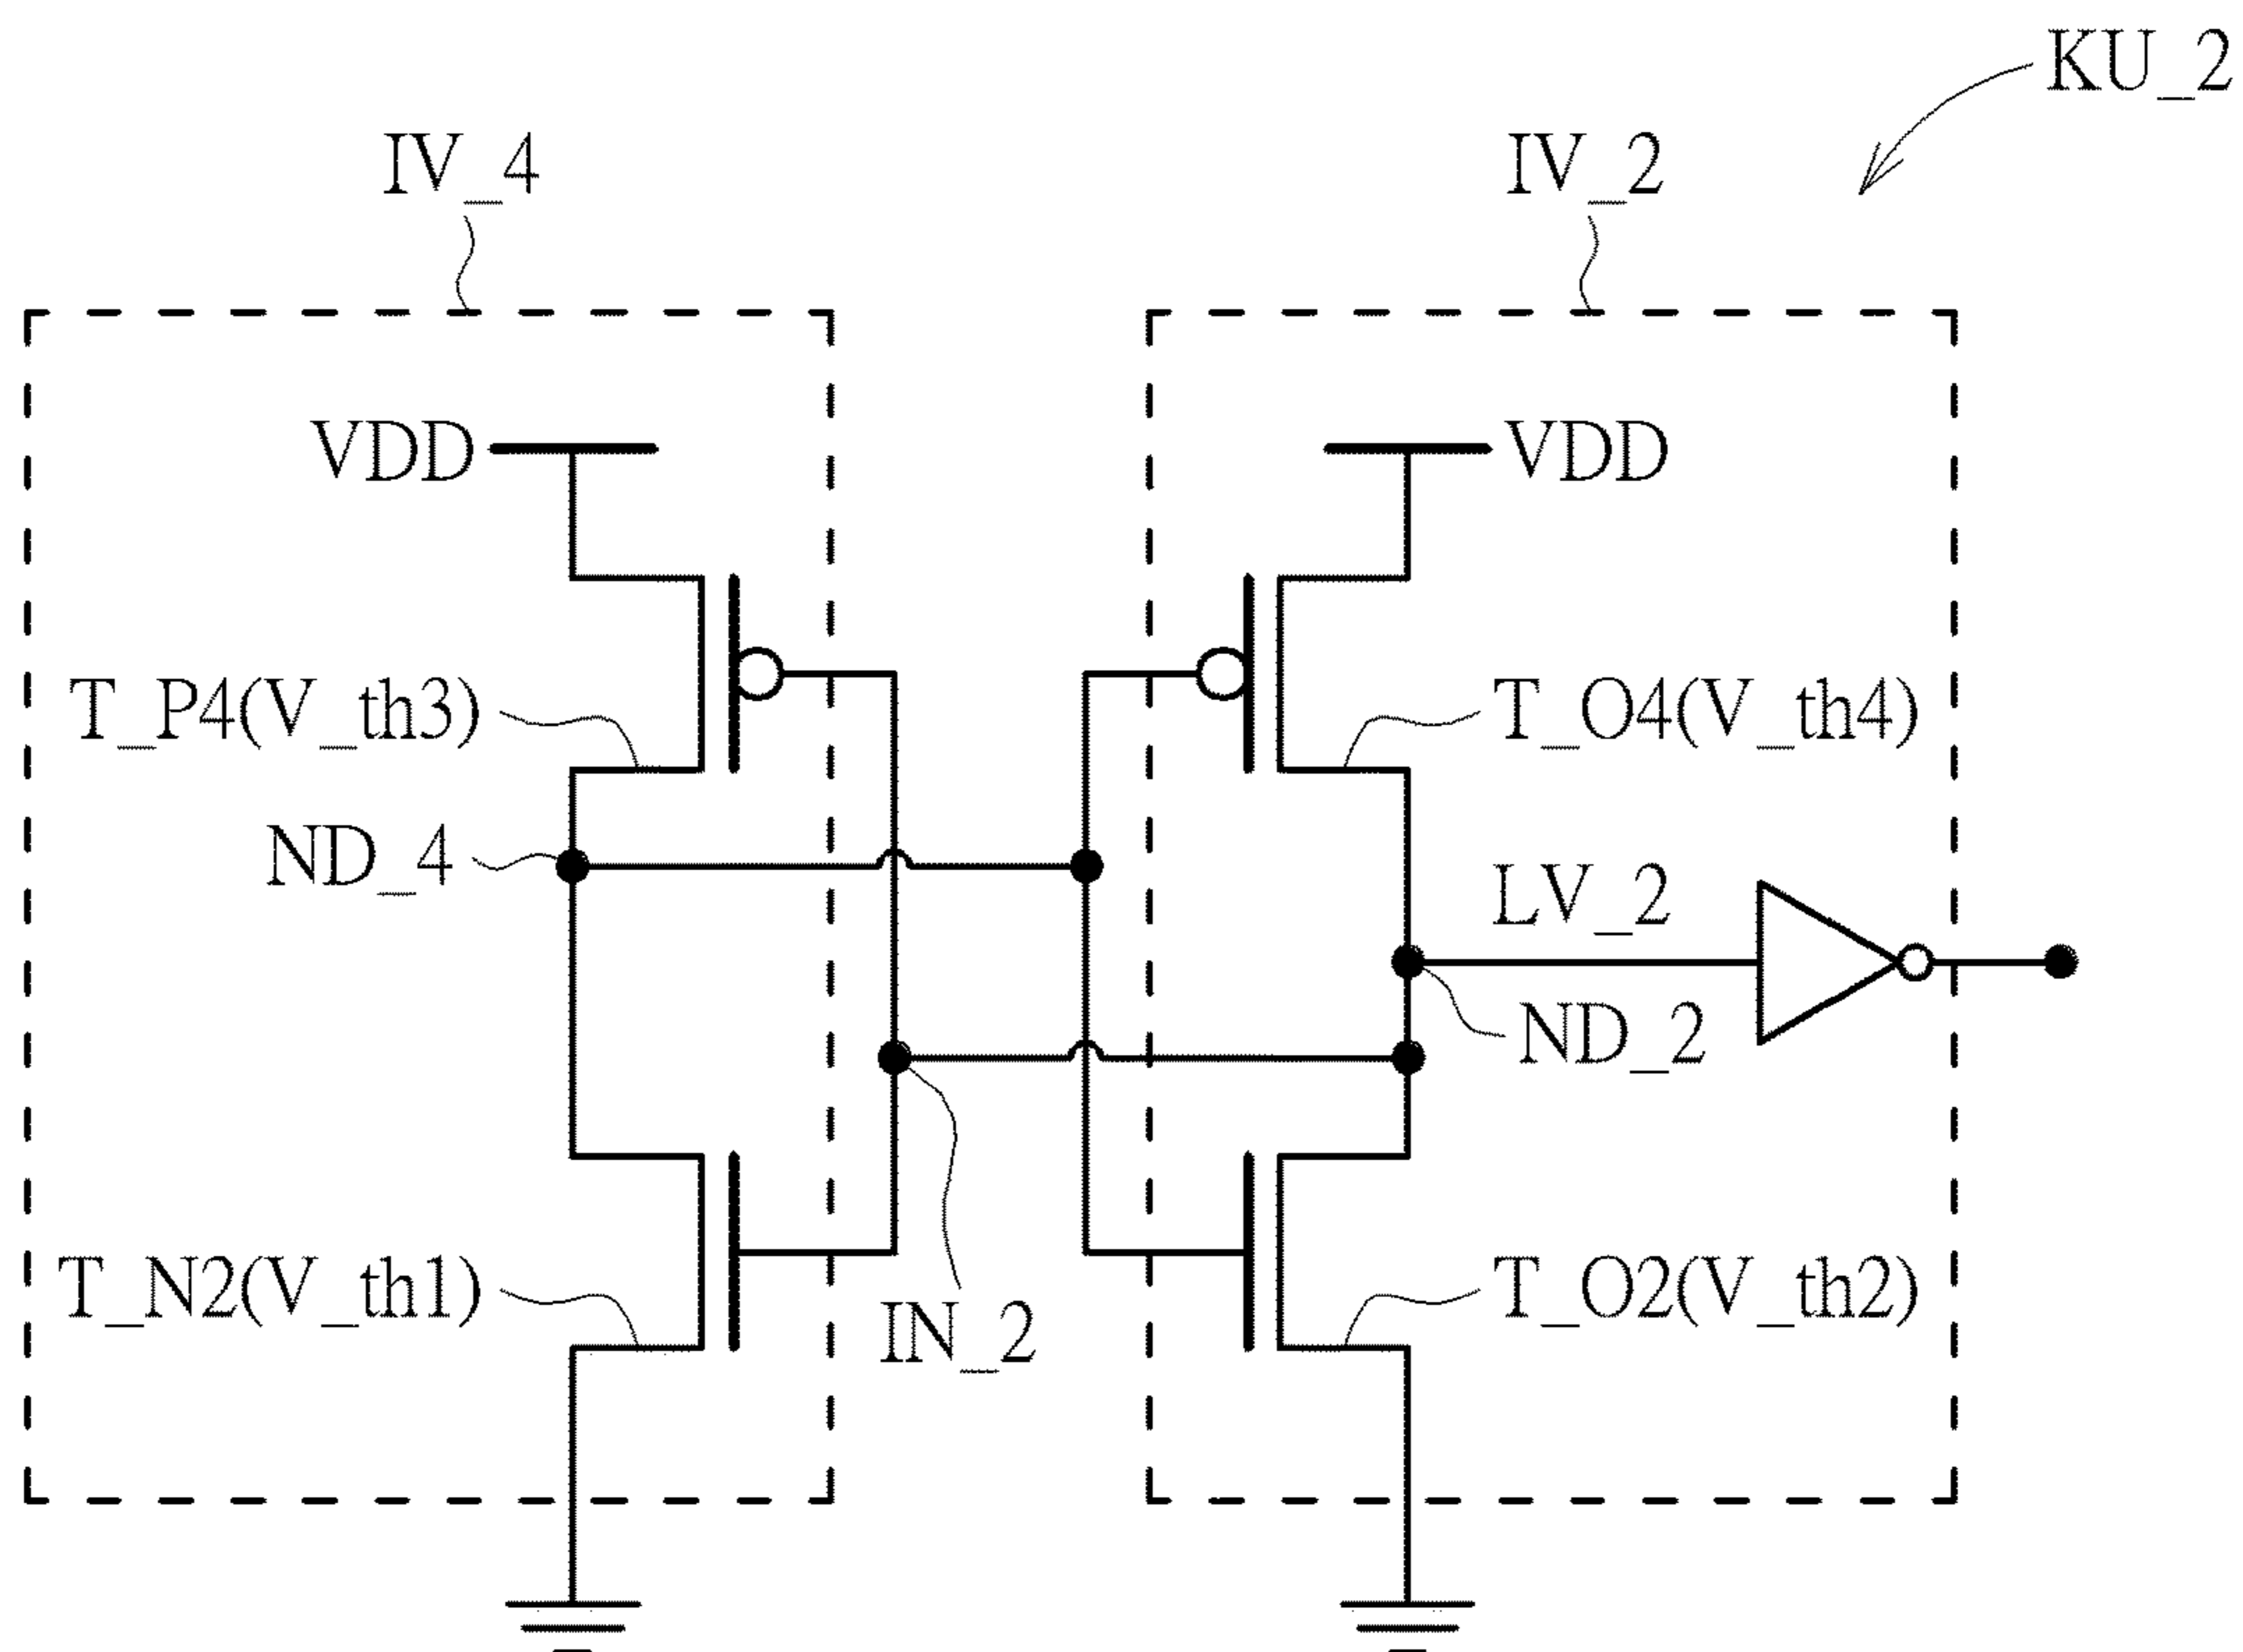 KU_2
IV_4
IV_2
VDD
VDD
T_P4(V_th3)
T_O4(V_th4)
ND_4
LV_2
ND_2
T_N2(V_th1)
IN_2
T_O2(V_th2)